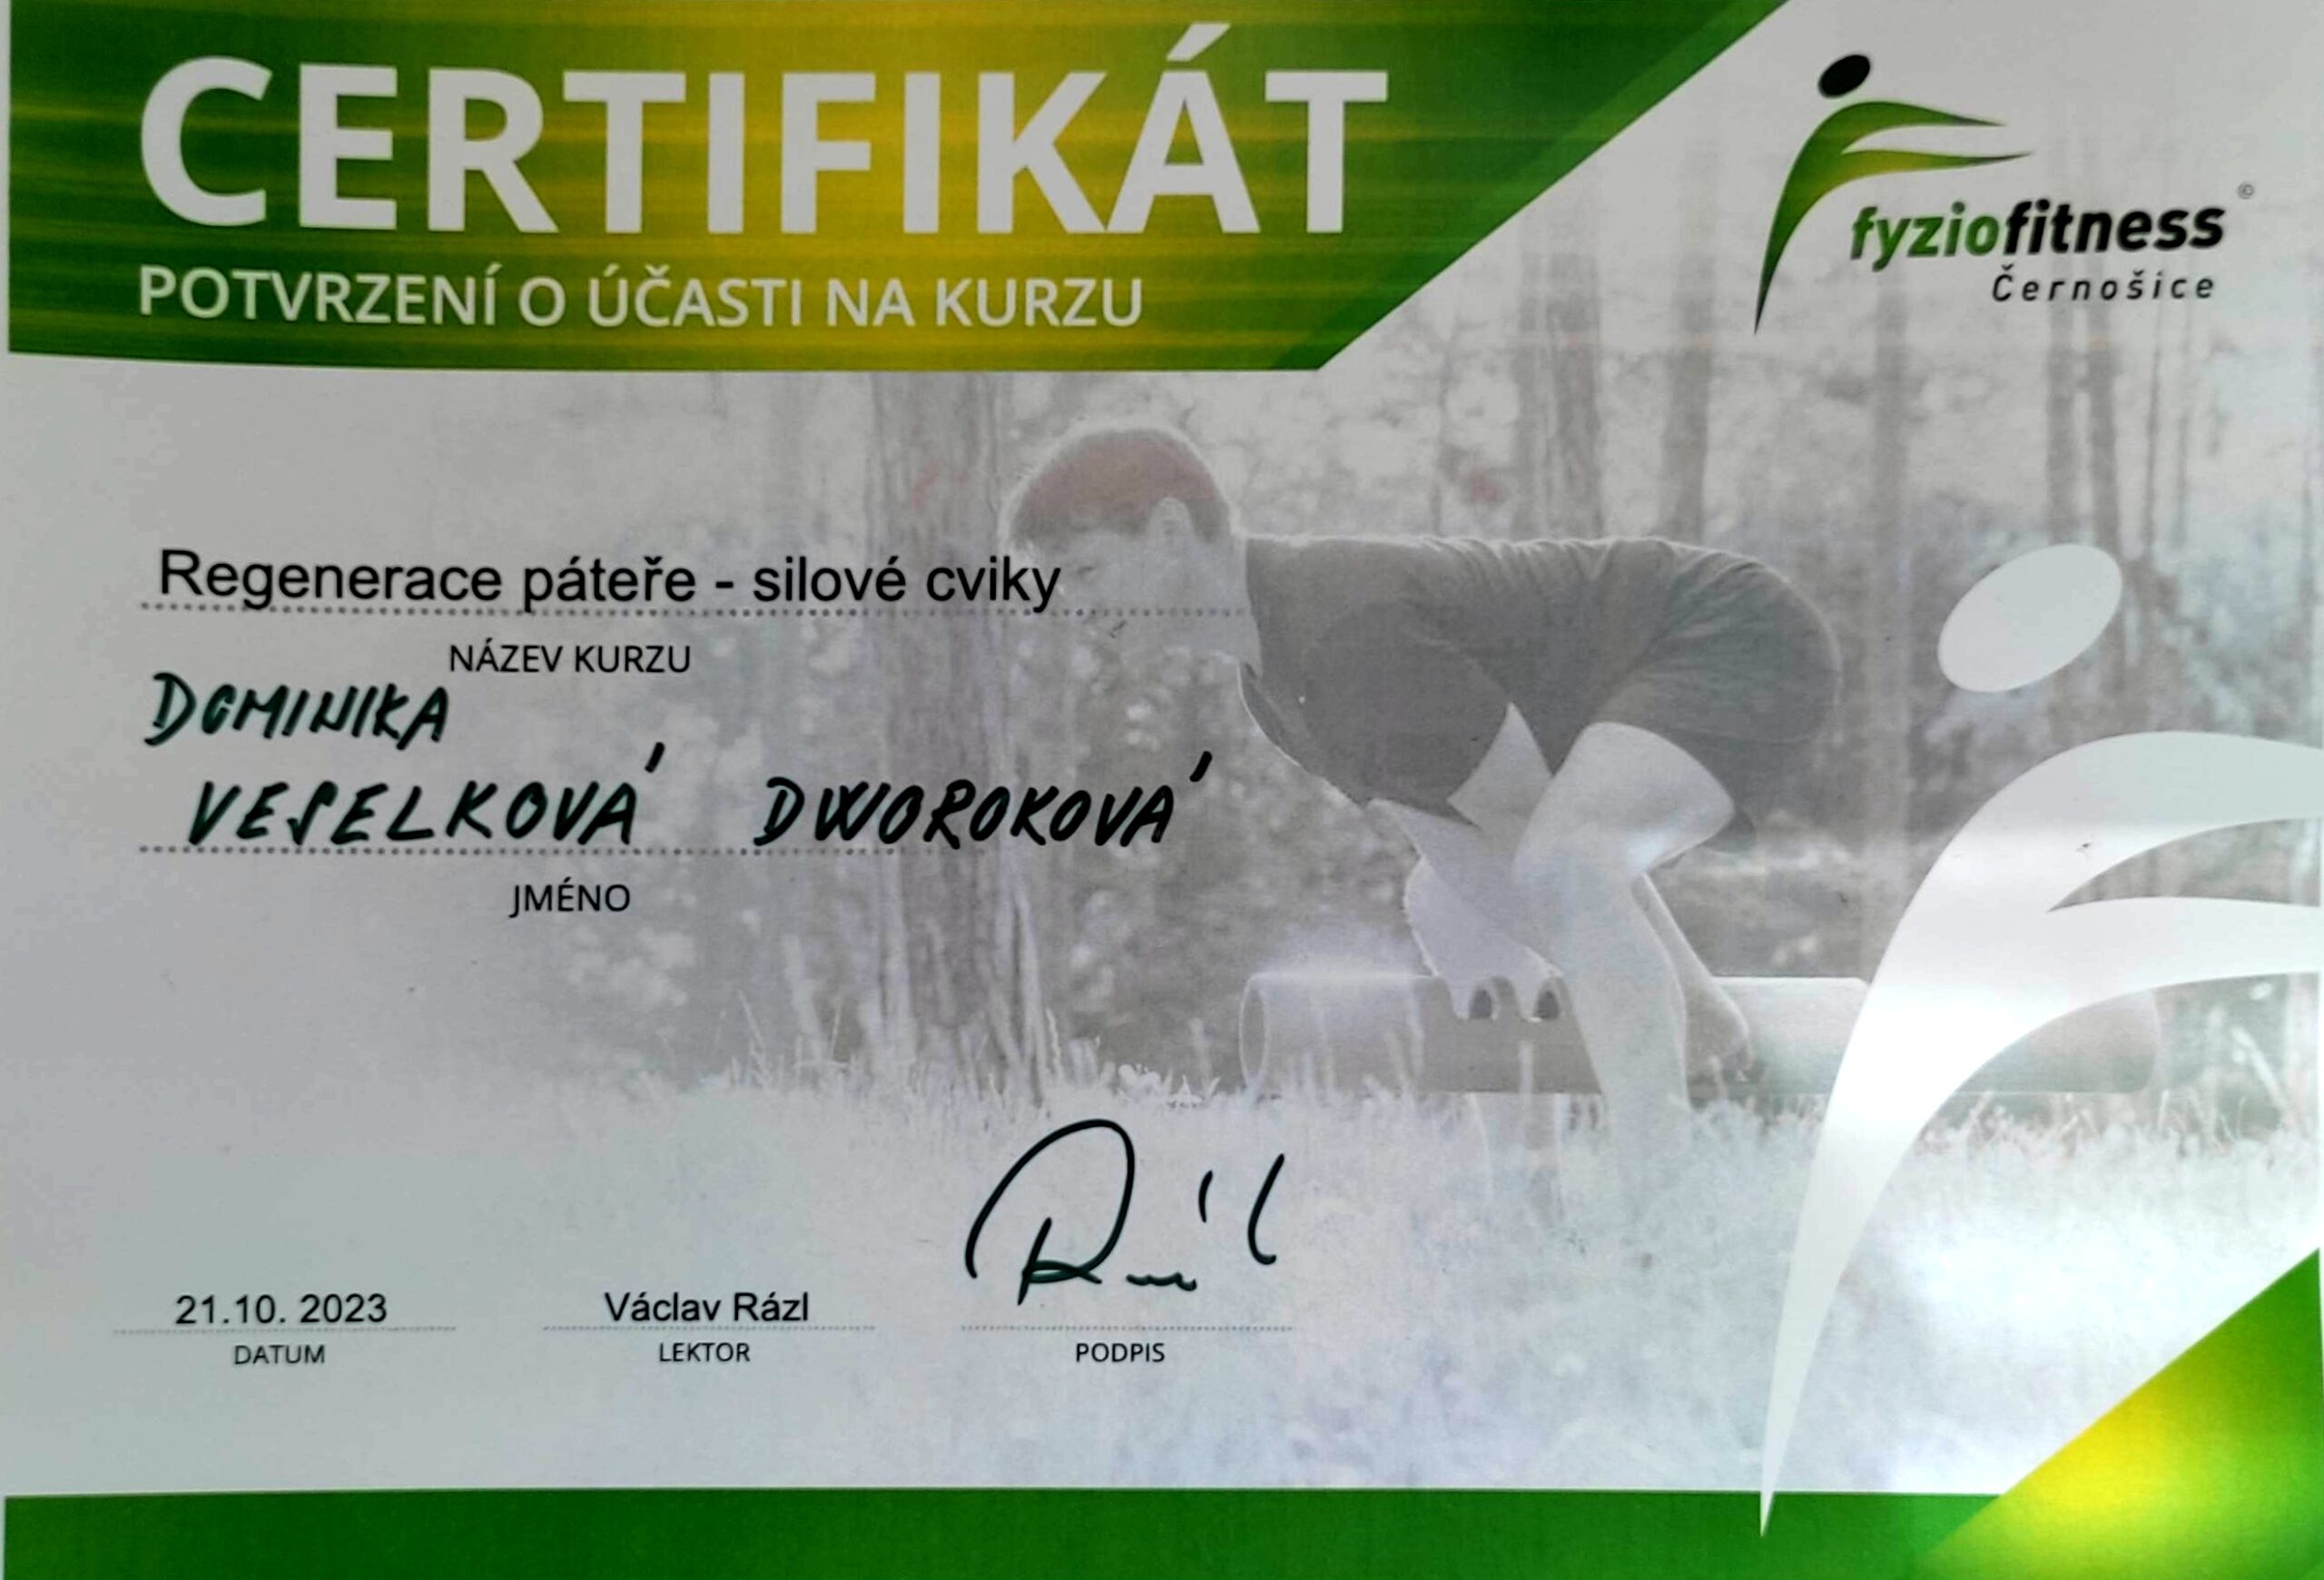 CERTIFIKÁT
POTVRZENÍ O ÚČASTI NA KURZU
fyziofitness ©
Černošice
Regenerace páteře - silové cviky
NÁZEV KURZU
DOMINIKA
VESELKOVÁ DWOROKOVÁ
JMÉNO
21.10. 2023 Václav Rázl
DATUM LEKTOR PODPIS